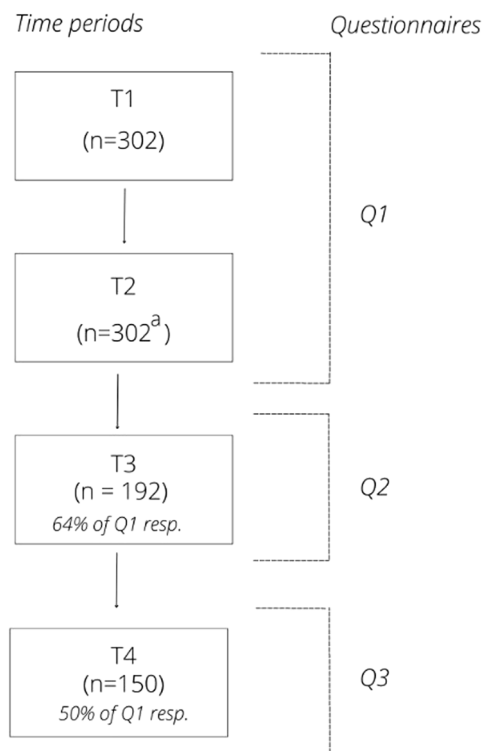 Time periods
Questionnaires
T1
(n=302)
Q1
T2
(n=302ª)
T3
(n = 192)
64% of Q1 resp.
Q2
T4
(n=150)
50% of Q1 resp.
Q3